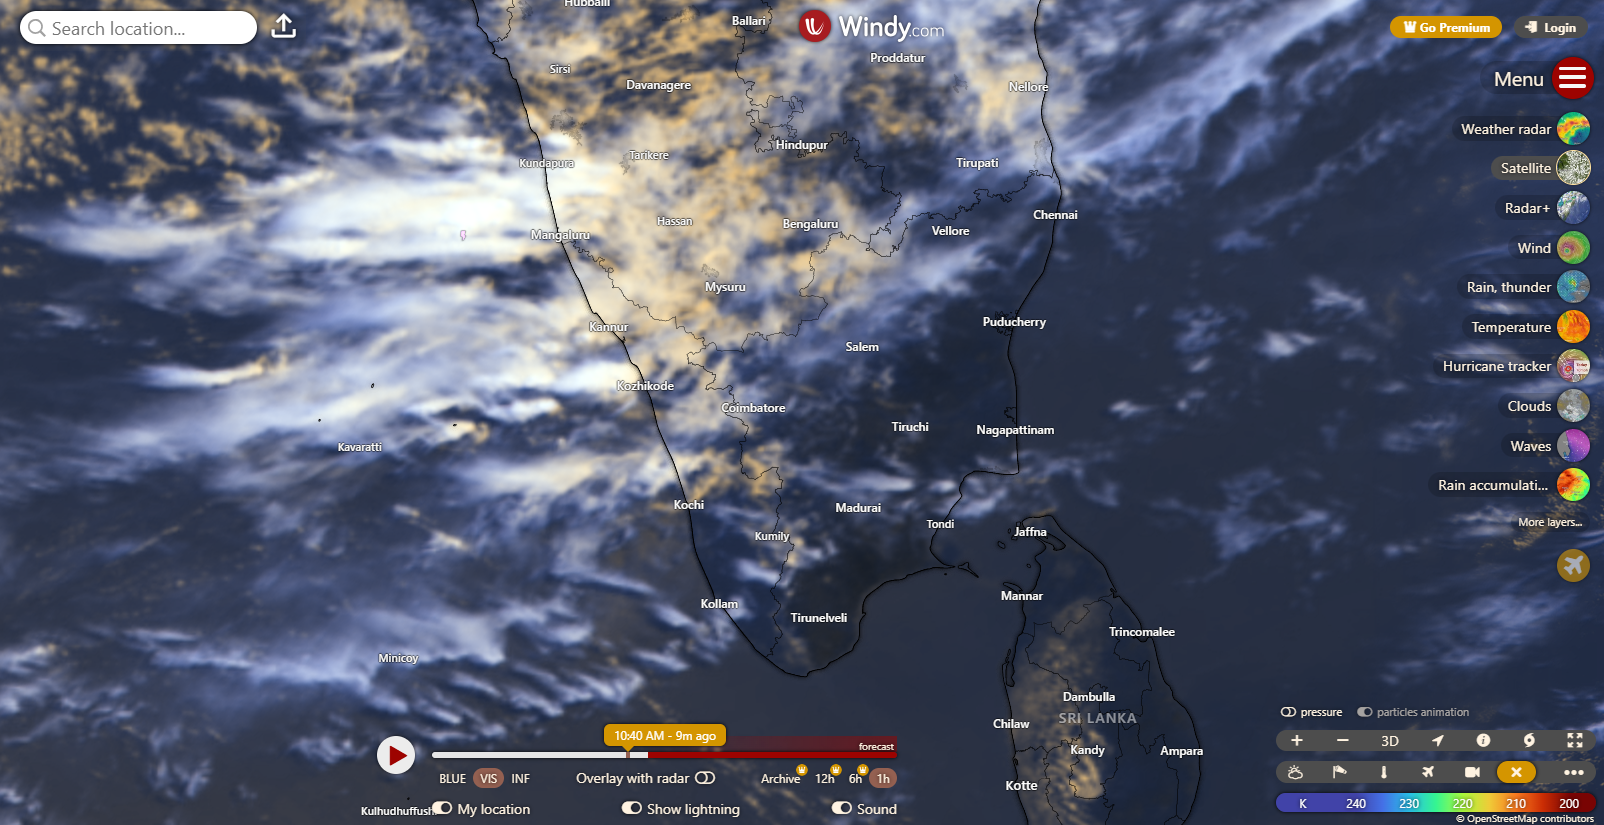 Search location...
Windy.com
Go Premium
Login
Menu
Weather radar
Satellite
Radar+
Wind
Rain, thunder
Temperature
Hurricane tracker
Clouds
Waves
Rain accumulati...
More layers...
Hubballi
Ballari
Proddatur
Sirsi
Davanagere
Nellore
Hindupur
Kundapura
Tarikere
Tirupati
Chennai
Hassan
Bengaluru
Vellore
Mangaluru
Mysuru
Puducherry
Kannur
Salem
Kozhikode
Coimbatore
Tiruchi
Nagapattinam
Kavaratti
Kochi
Madurai
Tondi
Kumily
Jaffna
Mannar
Kollam
Tirunelveli
Trincomalee
Minicoy
Dambulla
SRI LANKA
Chilaw
Kandy
Ampara
Kotte
Kulhudhuffushi
10:40 AM - 9m ago
forecast
BLUE VIS INF
Overlay with radar
Archive 12h 6h 1h
My location
Show lightning
Sound
pressure
particles animation
3D
K 240 230 220 210 200
© OpenStreetMap contributors